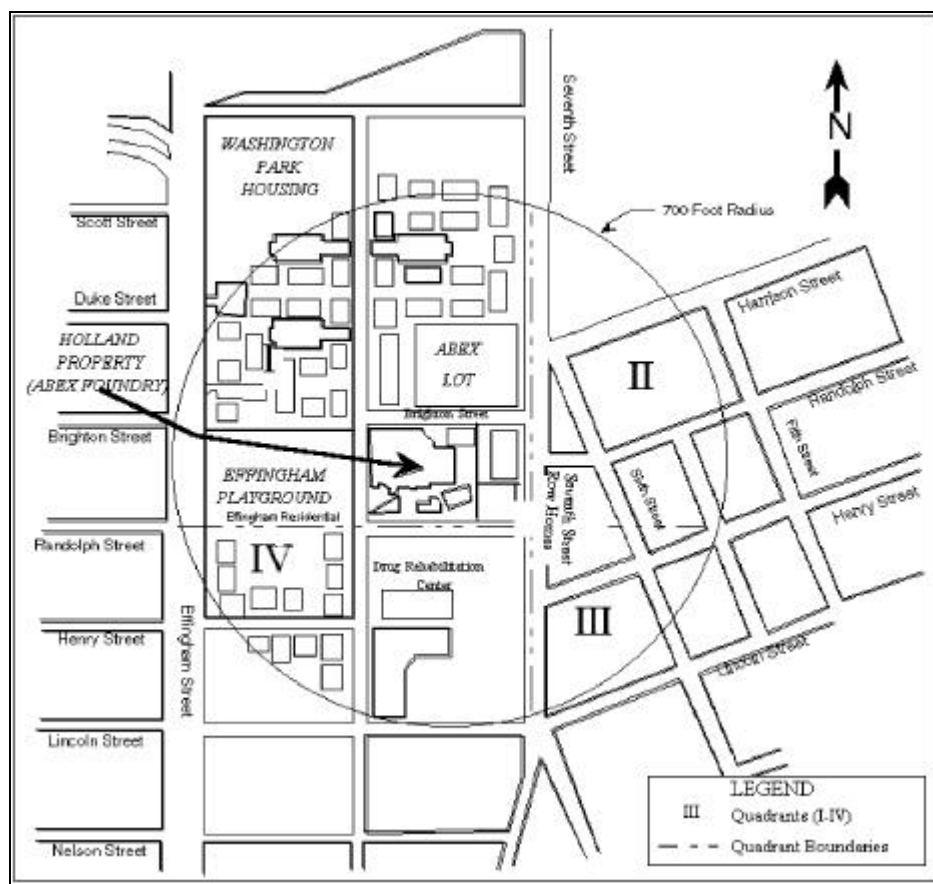 Seventh Street
N
WASHINGTON
PARK
HOUSING
700 Foot Radius
Scott Street
Duke Street
HOLLAND
PROPERTY
(ABEX FOUNDRY)
Brighton Street
I
ABEX
LOT
Brighton Street
II
Harrison Street
Randolph Street
Fifth Street
Sixth Street
Henry Street
Seventh Street
Row Homes
EFFINGHAM
PLAYGROUND
Effingham Residential
Randolph Street
IV
Drug Rehabilitation
Center
III
Lincoln Street
Henry Street
Effingham Street
Lincoln Street
Nelson Street
LEGEND
III Quadrants (I-IV)
Quadrant Boundaries